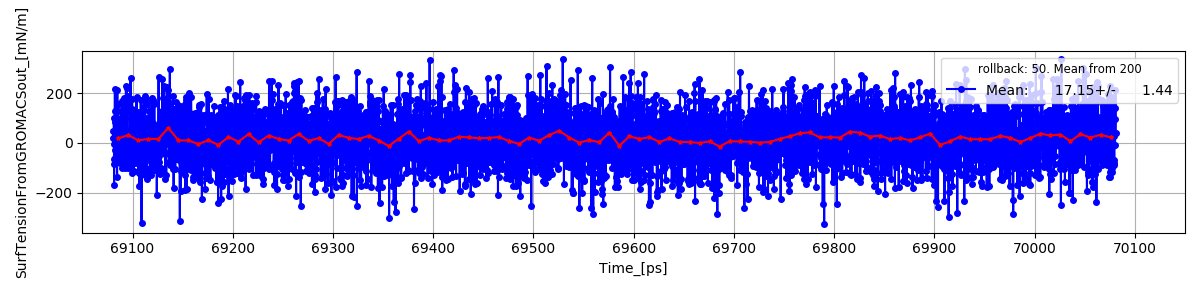 SurfTensionFromGROMACSout_[mN/m]
200
0
−200
rollback: 50. Mean from 200
Mean: 17.15+/- 1.44
69100 69200 69300 69400 69500 69600 69700 69800 69900 70000 70100
Time_[ps]